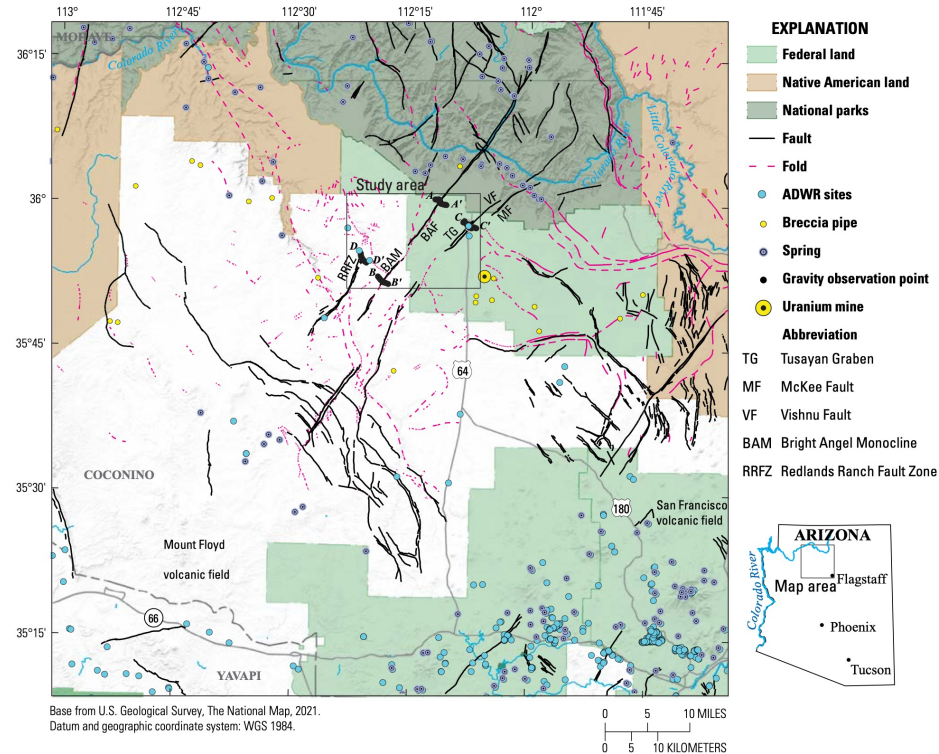 113° 112°45' 112°30' 112°15' 112° 111°45'
36°15'
36°
35°45'
35°30'
35°15'
MOHAVE
Colorado River
Little Colorado River
Colorado River
Study area
A A'
C C'
VF
MF
TG
BAF
D D'
RRFZ
BAM
B B'
64
COCONINO
180
San Francisco
volcanic field
Mount Floyd
volcanic field
66
YAVAPI
EXPLANATION
Federal land
Native American land
National parks
Fault
Fold
ADWR sites
Breccia pipe
Spring
Gravity observation point
Uranium mine
Abbreviation
TG Tusayan Graben
MF McKee Fault
VF Vishnu Fault
BAM Bright Angel Monocline
RRFZ Redlands Ranch Fault Zone
ARIZONA
Colorado River
Map area
Flagstaff
Phoenix
Tucson
Base from U.S. Geological Survey, The National Map, 2021.
Datum and geographic coordinate system: WGS 1984.
0 5 10 MILES
0 5 10 KILOMETERS